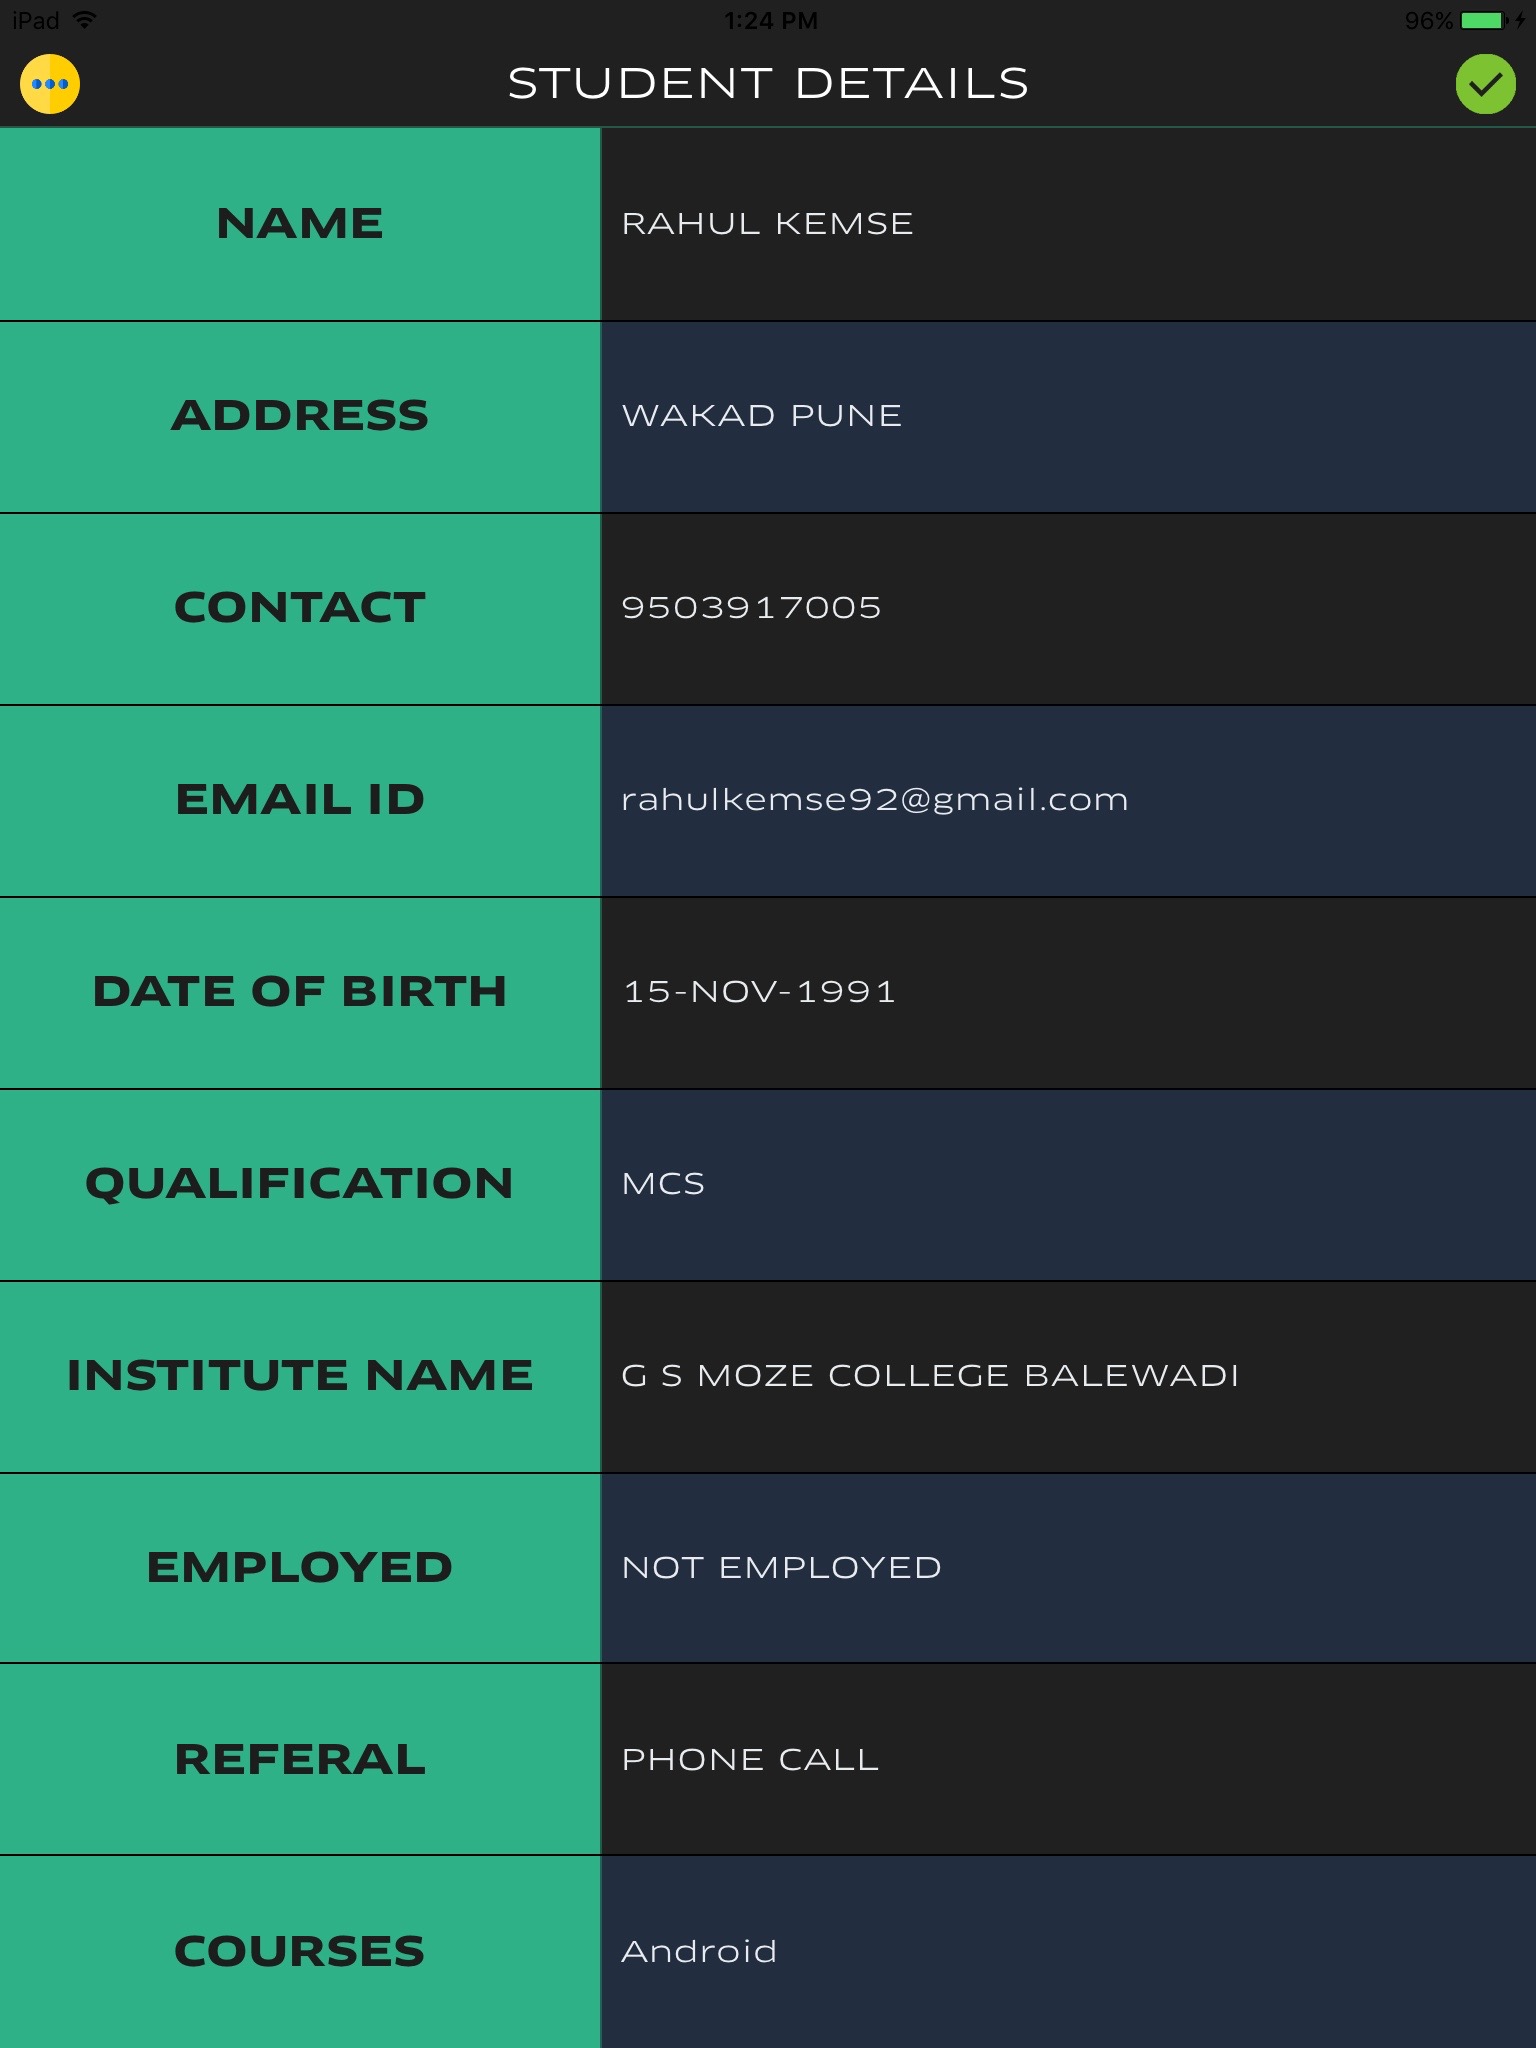 iPad 1:24 PM 96%
STUDENT DETAILS
NAME RAHUL KEMSE
ADDRESS WAKAD PUNE
CONTACT 9503917005
EMAIL ID rahulkemse92@gmail.com
DATE OF BIRTH 15-NOV-1991
QUALIFICATION MCS
INSTITUTE NAME G S MOZE COLLEGE BALEWADI
EMPLOYED NOT EMPLOYED
REFERAL PHONE CALL
COURSES Android